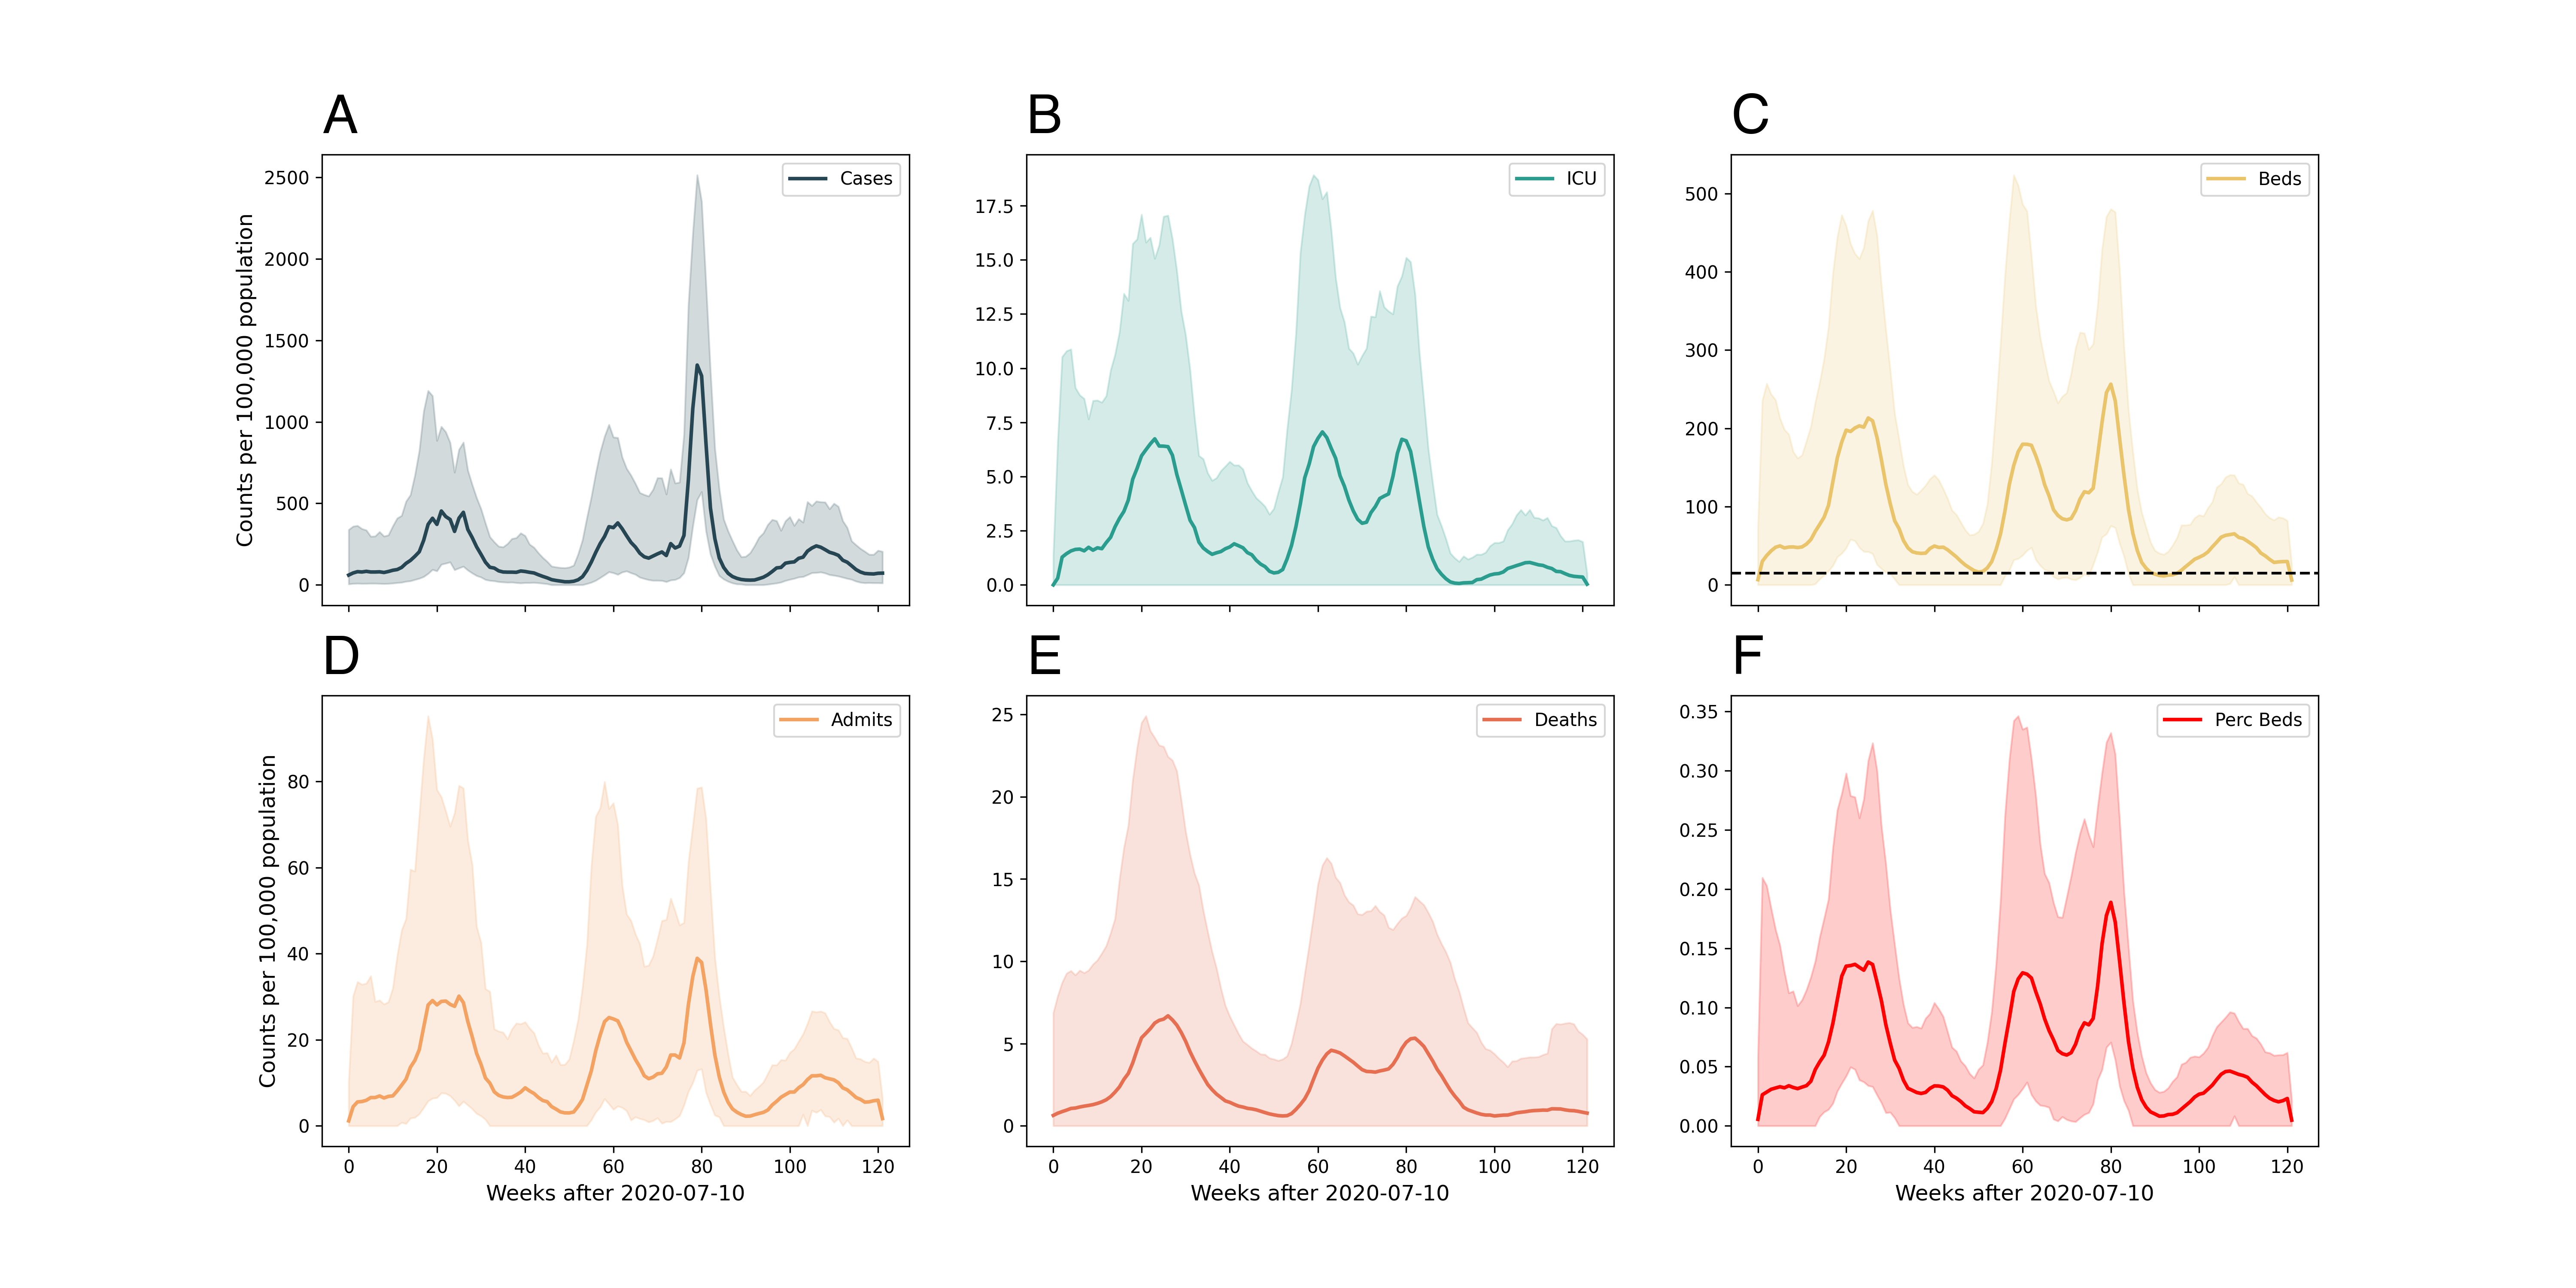 A
Counts per 100,000 population
2500
2000
1500
1000
500
0
Cases
B
17.5
15.0
12.5
10.0
7.5
5.0
2.5
0.0
ICU
C
500
400
300
200
100
0
Beds
D
Counts per 100,000 population
80
60
40
20
0
Admits
0 20 40 60 80 100 120
Weeks after 2020-07-10
E
25
20
15
10
5
0
Deaths
0 20 40 60 80 100 120
Weeks after 2020-07-10
F
0.35
0.30
0.25
0.20
0.15
0.10
0.05
0.00
Perc Beds
0 20 40 60 80 100 120
Weeks after 2020-07-10